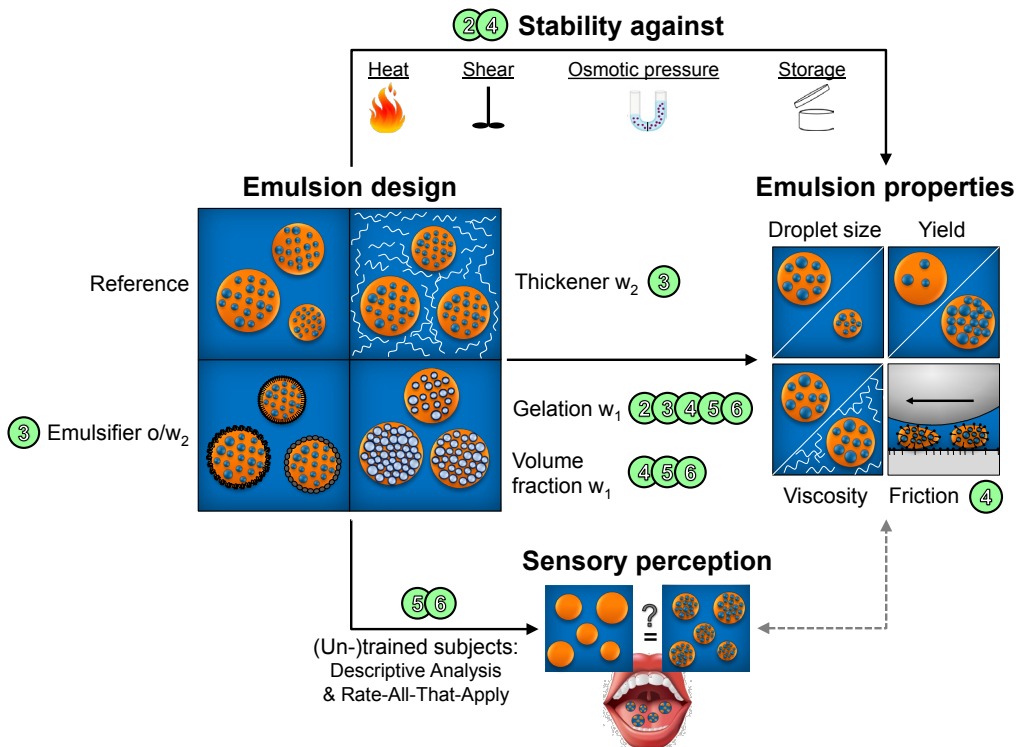 2 4 Stability against
Heat Shear Osmotic pressure Storage
Emulsion design
Emulsion properties
Droplet size Yield
Reference
Thickener w2 3
3 Emulsifier o/w2
Gelation w1 2 3 4 5 6
Volume
fraction w1 4 5 6
Viscosity Friction 4
Sensory perception
5 6
(Un-)trained subjects:
Descriptive Analysis
& Rate-All-That-Apply
?
=